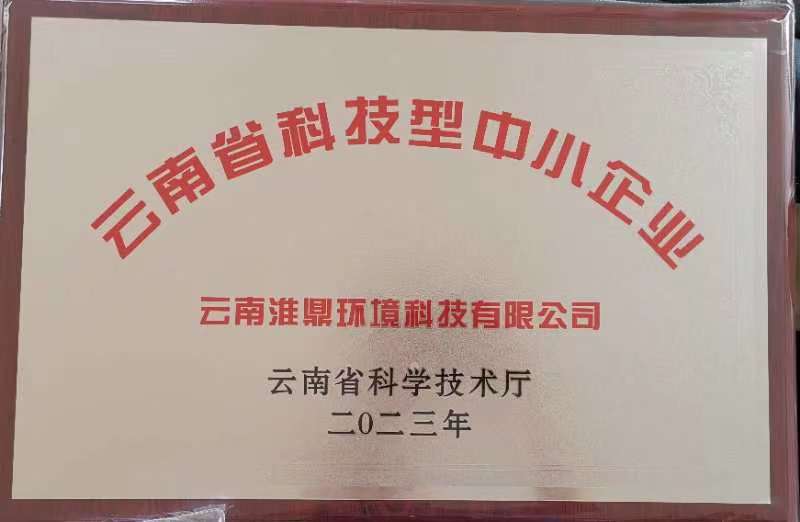 云南省科技型中小企业
云南淮鼎环境科技有限公司
云南省科学技术厅
二0二三年